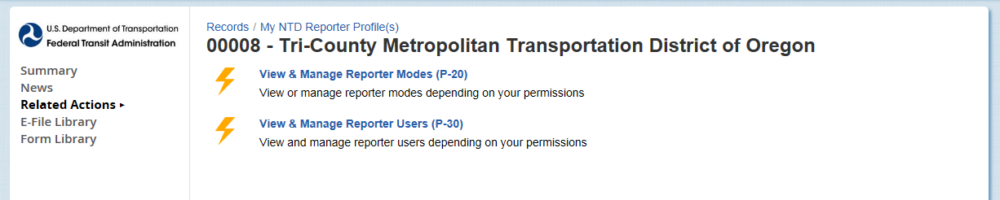 U.S. Department of Transportation
Federal Transit Administration
Summary
News
Related Actions ▸
E-File Library
Form Library
Records / My NTD Reporter Profile(s)
00008 - Tri-County Metropolitan Transportation District of Oregon
View & Manage Reporter Modes (P-20)
View or manage reporter modes depending on your permissions
View & Manage Reporter Users (P-30)
View and manage reporter users depending on your permissions